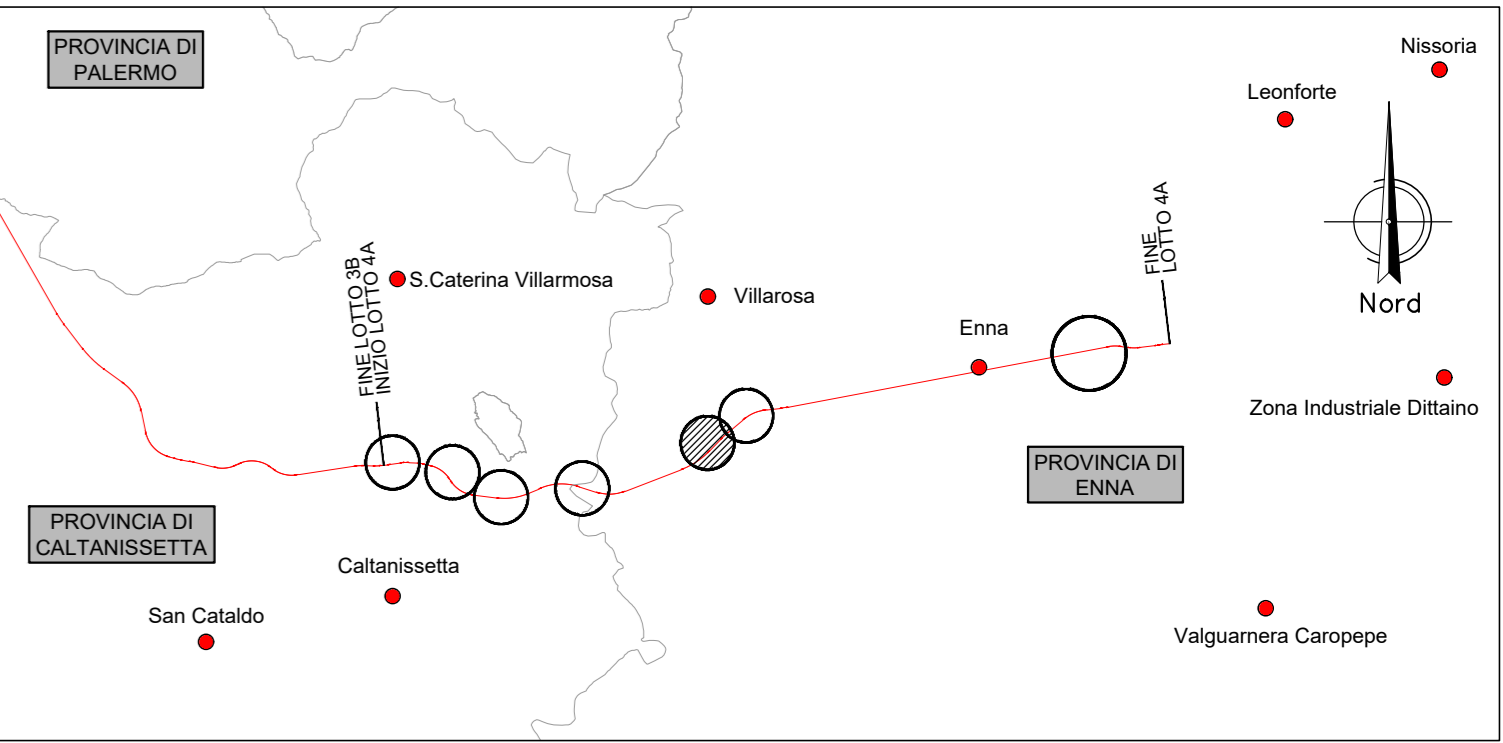 PROVINCIA DI
PALERMO
Nissoria
Leonforte
FINE LOTTO 3B
INIZIO LOTTO 4A
S.Caterina Villarmosa
Villarosa
Enna
FINE
LOTTO 4A
Nord
Zona Industriale Dittaino
PROVINCIA DI
ENNA
PROVINCIA DI
CALTANISSETTA
Caltanissetta
San Cataldo
Valguarnera Caropepe